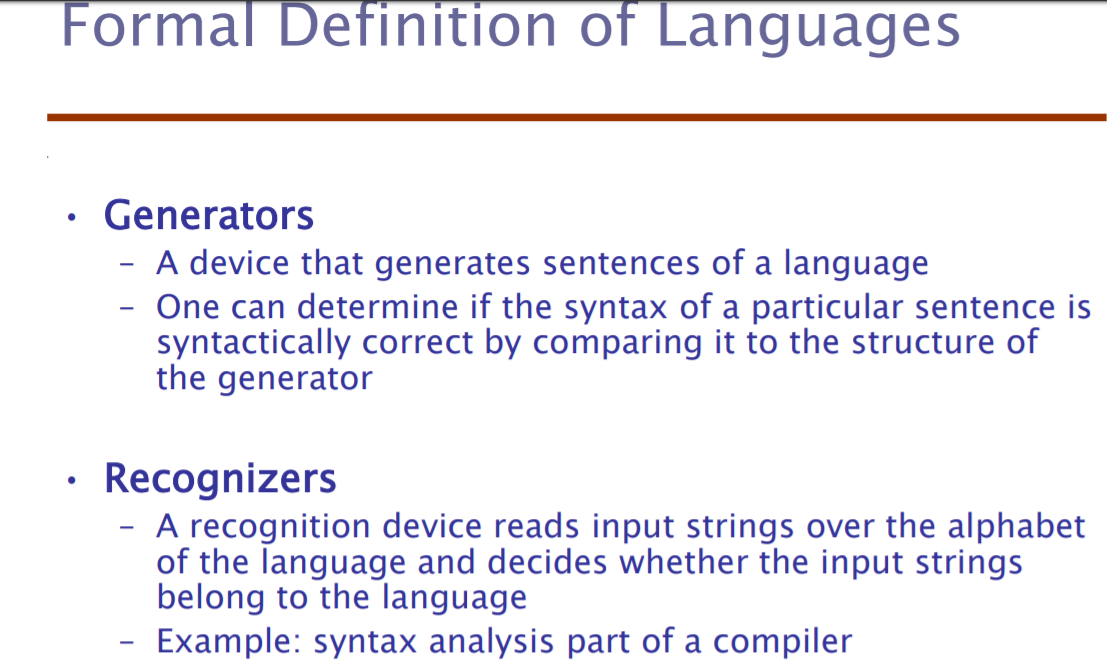 Formal Definition of Languages
• Generators
– A device that generates sentences of a language
– One can determine if the syntax of a particular sentence is
syntactically correct by comparing it to the structure of
the generator
• Recognizers
– A recognition device reads input strings over the alphabet
of the language and decides whether the input strings
belong to the language
– Example: syntax analysis part of a compiler